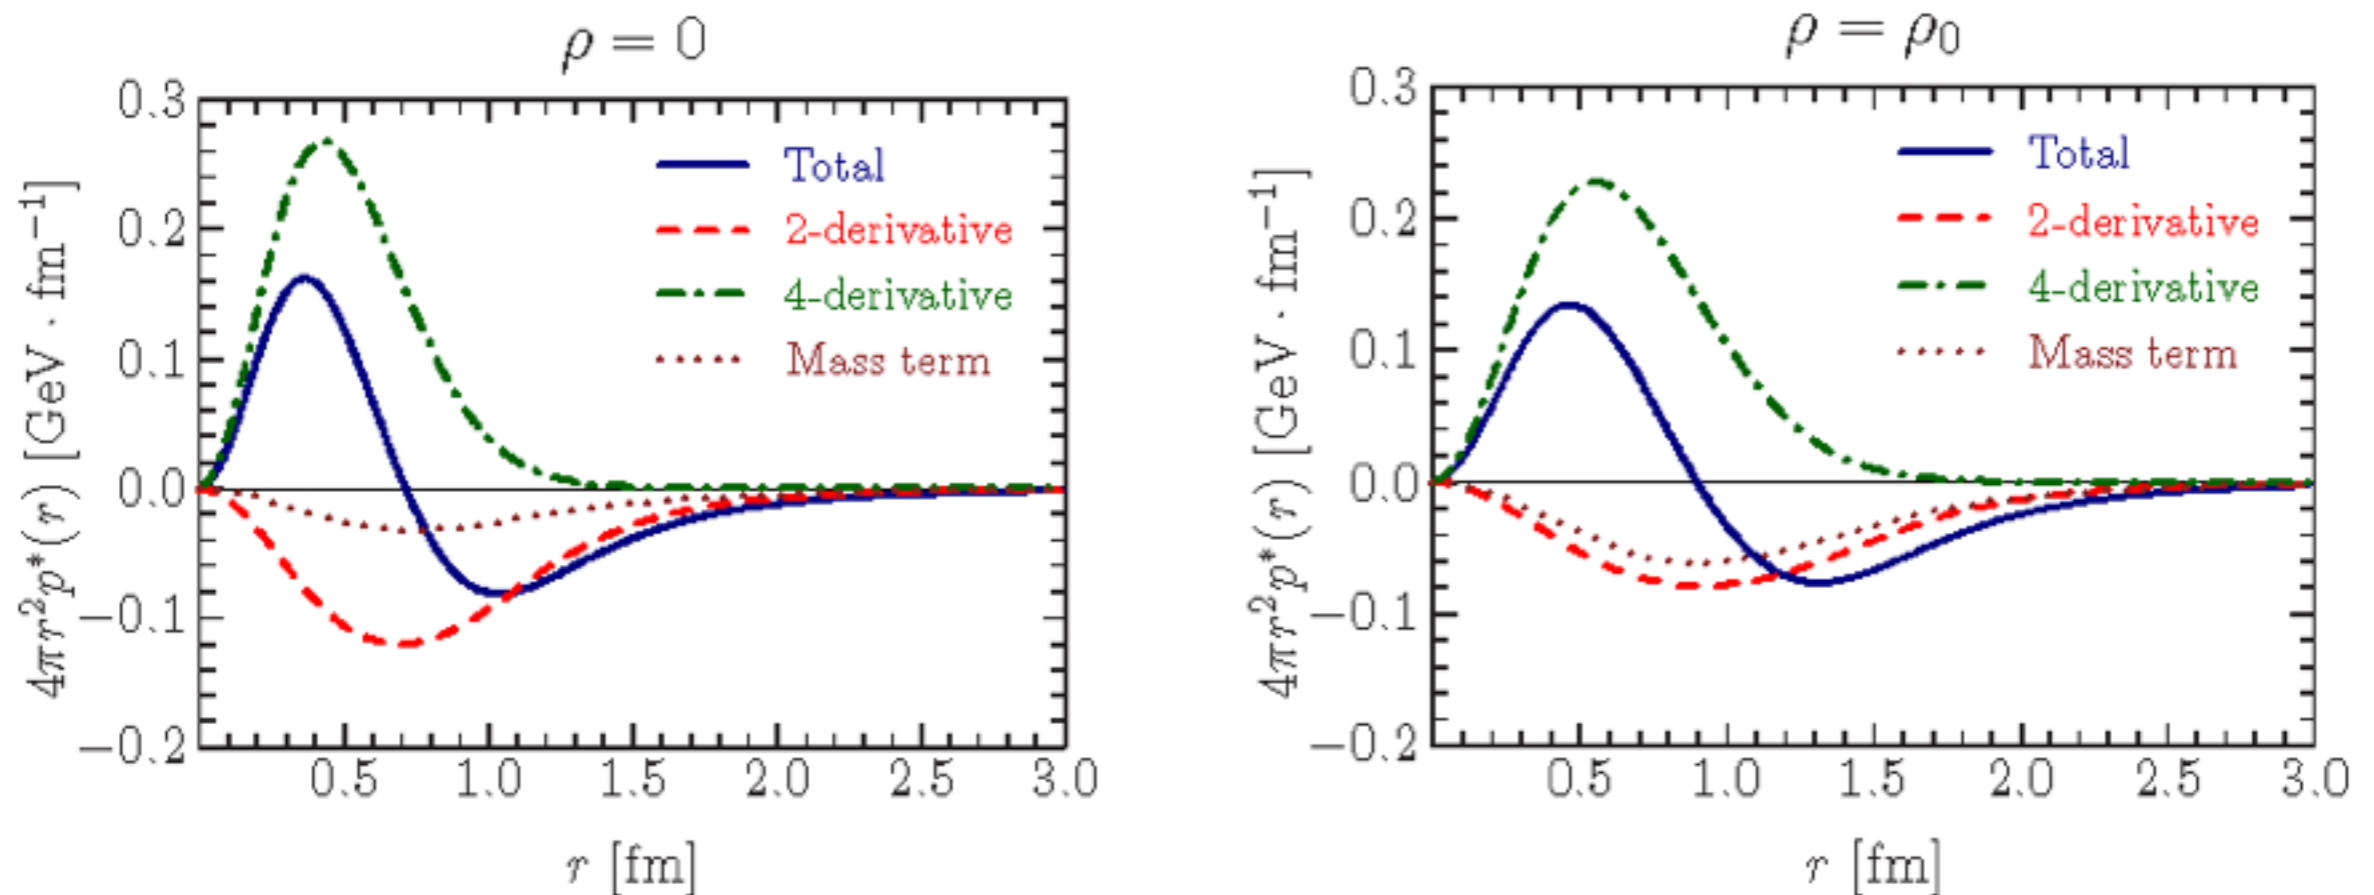 ρ = 0
4πr²p*(r) [GeV · fm⁻¹]
0.3
0.2
0.1
0.0
−0.1
−0.2
Total
2-derivative
4-derivative
Mass term
0.5 1.0 1.5 2.0 2.5 3.0
r [fm]
ρ = ρ₀
4πr²p*(r) [GeV · fm⁻¹]
0.3
0.2
0.1
0.0
−0.1
−0.2
Total
2-derivative
4-derivative
Mass term
0.5 1.0 1.5 2.0 2.5 3.0
r [fm]